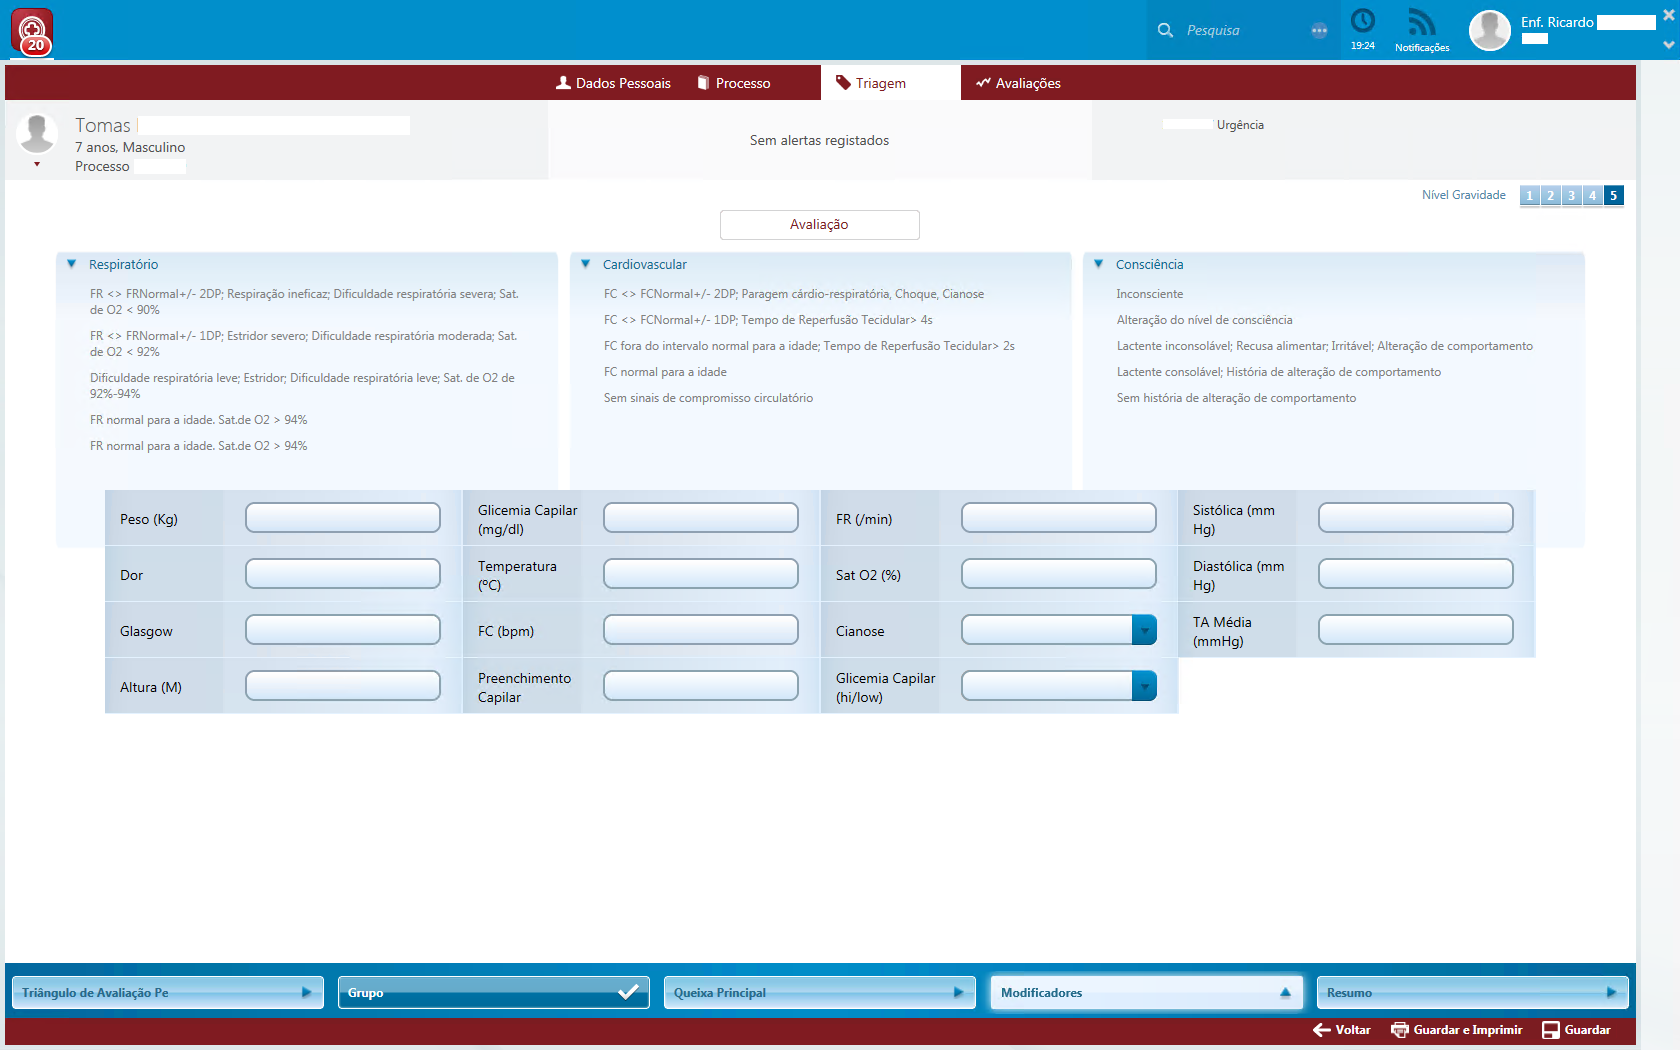 20
Pesquisa
19:24
Notificações
Enf. Ricardo
Dados Pessoais
Processo
Triagem
Avaliações
Tomas
7 anos, Masculino
Processo
Sem alertas registados
Urgência
Nível Gravidade 1 2 3 4 5
Avaliação
Respiratório
FR <> FRNormal+/- 2DP; Respiração ineficaz; Dificuldade respiratória severa; Sat.
de O2 < 90%
FR <> FRNormal+/- 1DP; Estridor severo; Dificuldade respiratória moderada; Sat.
de O2 < 92%
Dificuldade respiratória leve; Estridor; Dificuldade respiratória leve; Sat. de O2 de
92%-94%
FR normal para a idade. Sat.de O2 > 94%
FR normal para a idade. Sat.de O2 > 94%
Cardiovascular
FC <> FCNormal+/- 2DP; Paragem cárdio-respiratória, Choque, Cianose
FC <> FCNormal+/- 1DP; Tempo de Reperfusão Tecidular> 4s
FC fora do intervalo normal para a idade; Tempo de Reperfusão Tecidular> 2s
FC normal para a idade
Sem sinais de compromisso circulatório
Consciência
Inconsciente
Alteração do nível de consciência
Lactente inconsolável; Recusa alimentar; Irritável; Alteração de comportamento
Lactente consolável; História de alteração de comportamento
Sem história de alteração de comportamento
Peso (Kg)
Glicemia Capilar
(mg/dl)
FR (/min)
Sistólica (mm
Hg)
Dor
Temperatura
(ºC)
Sat O2 (%)
Diastólica (mm
Hg)
Glasgow
FC (bpm)
Cianose
TA Média
(mmHg)
Altura (M)
Preenchimento
Capilar
Glicemia Capilar
(hi/low)
Triângulo de Avaliação Pe
Grupo
Queixa Principal
Modificadores
Resumo
Voltar
Guardar e Imprimir
Guardar